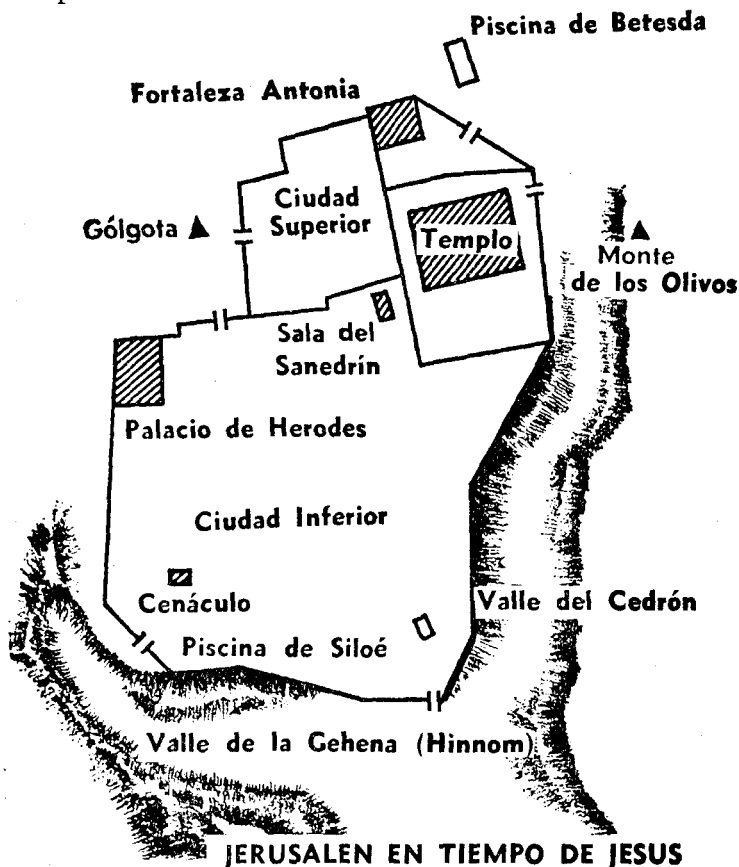 Piscina de Betesda
Fortaleza Antonia
Ciudad
Superior
Gólgota
Templo
Monte
de los Olivos
Sala del
Sanedrín
Palacio de Herodes
Ciudad Inferior
Cenáculo
Valle del Cedrón
Piscina de Siloé
Valle de la Gehena (Hinnom)
JERUSALEN EN TIEMPO DE JESUS